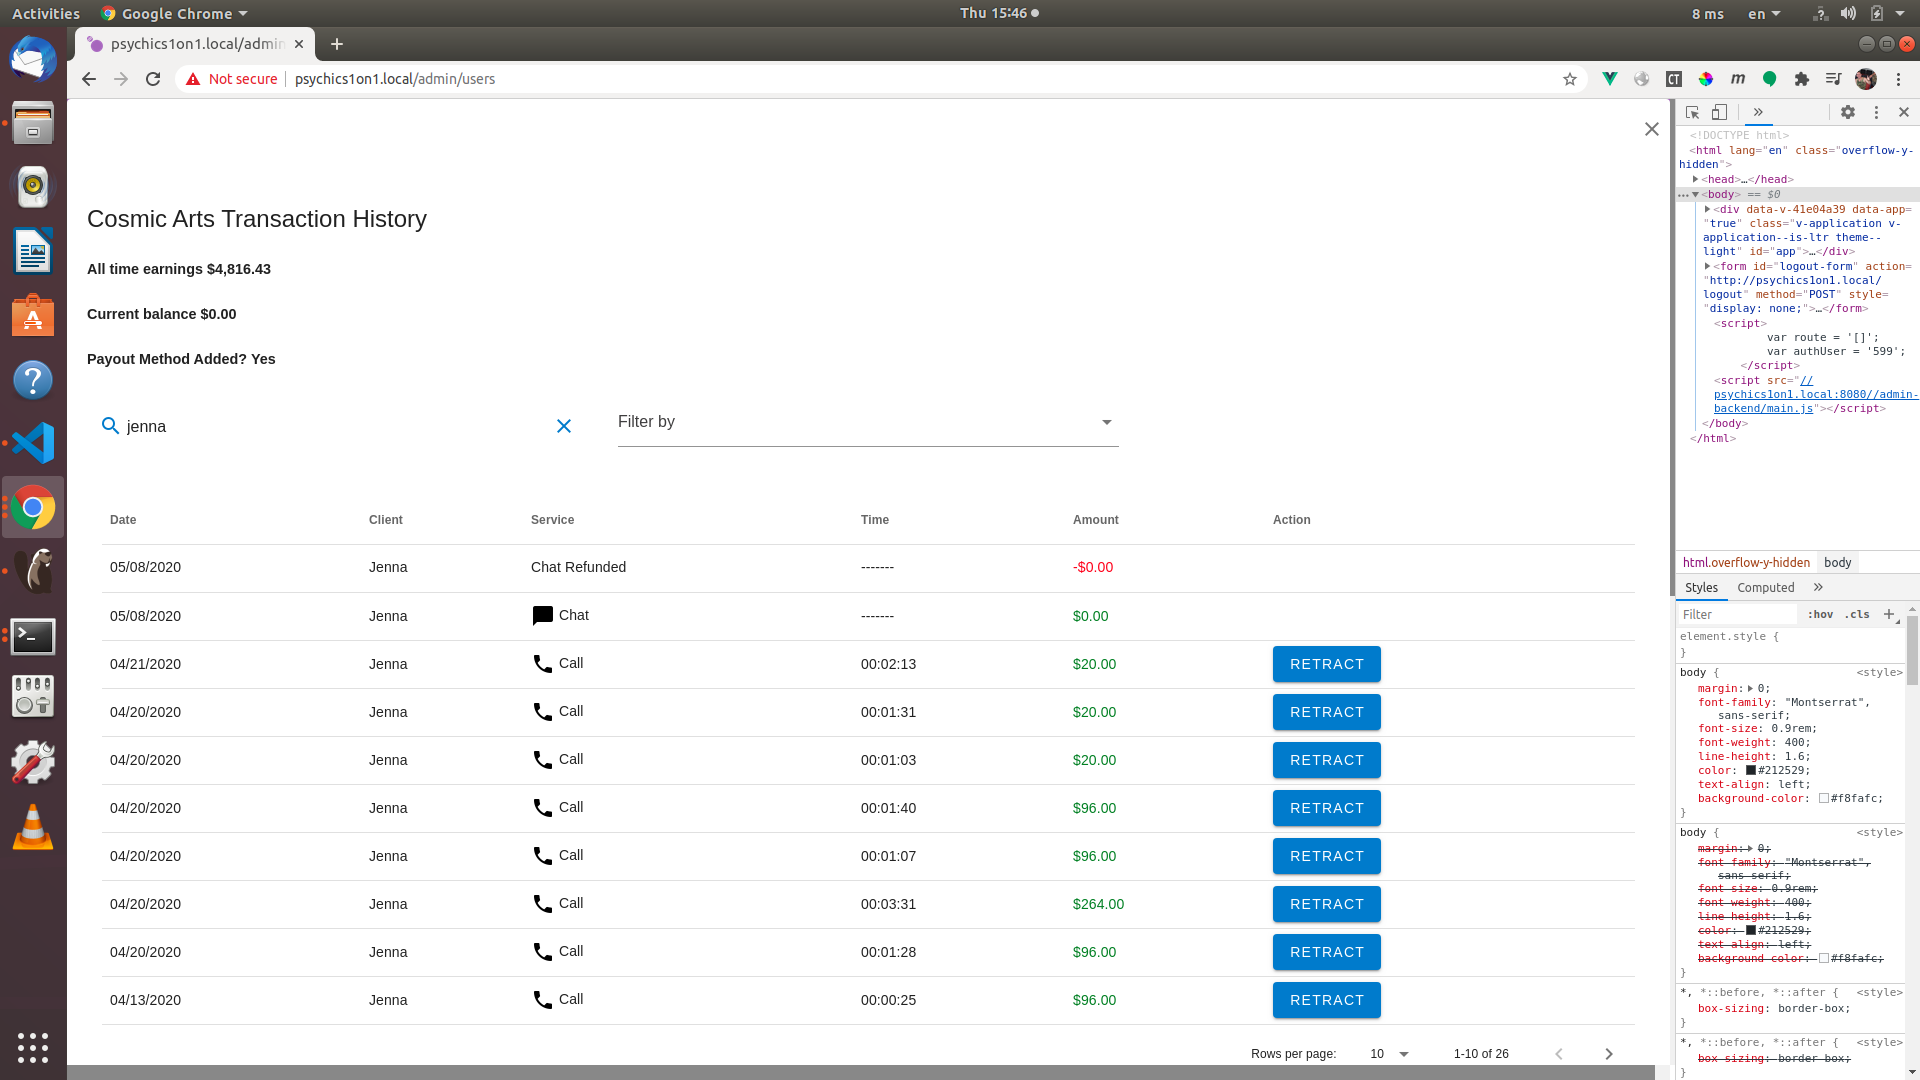 Activities
Google Chrome
Thu 15:46
8 ms
en
psychics1on1.local/admin
Not secure
psychics1on1.local/admin/users
CT
m
Cosmic Arts Transaction History
All time earnings $4,816.43
Current balance $0.00
Payout Method Added? Yes
jenna
Filter by
Date Client Service Time Amount Action
05/08/2020 Jenna Chat Refunded ------- -$0.00
05/08/2020 Jenna Chat ------- $0.00
04/21/2020 Jenna Call 00:02:13 $20.00 RETRACT
04/20/2020 Jenna Call 00:01:31 $20.00 RETRACT
04/20/2020 Jenna Call 00:01:03 $20.00 RETRACT
04/20/2020 Jenna Call 00:01:40 $96.00 RETRACT
04/20/2020 Jenna Call 00:01:07 $96.00 RETRACT
04/20/2020 Jenna Call 00:03:31 $264.00 RETRACT
04/20/2020 Jenna Call 00:01:28 $96.00 RETRACT
04/13/2020 Jenna Call 00:00:25 $96.00 RETRACT
Rows per page: 10 1-10 of 26
<!DOCTYPE html>
<html lang="en" class="overflow-y-
hidden">
<head>…</head>
<body> == $0
<div data-v-41e04a39 data-app=
"true" class="v-application v-
application--is-ltr theme--
light" id="app">…</div>
<form id="logout-form" action=
"http://psychics1on1.local/
logout" method="POST" style=
"display: none;">…</form>
<script>
var route = '[]';
var authUser = '599';
</script>
<script src="//
psychics1on1.local:8080//admin-
backend/main.js"></script>
</body>
</html>
html.overflow-y-hidden body
Styles Computed
Filter :hov .cls
element.style {
}
body { <style>
margin: 0;
font-family: "Montserrat",
sans-serif;
font-size: 0.9rem;
font-weight: 400;
line-height: 1.6;
color: #212529;
text-align: left;
background-color: #f8fafc;
}
body { <style>
margin: 0;
font-family: "Montserrat",
sans-serif;
font-size: 0.9rem;
font-weight: 400;
line-height: 1.6;
color: #212529;
text-align: left;
background-color: #f8fafc;
}
*, *::before, *::after { <style>
box-sizing: border-box;
}
*, *::before, *::after { <style>
box-sizing: border-box;
}